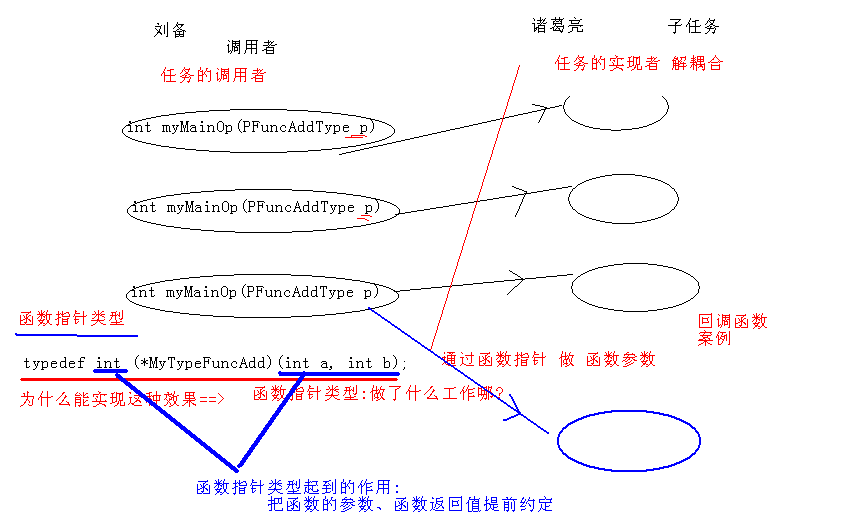 刘备
调用者
任务的调用者
诸葛亮
子任务
任务的实现者 解耦合
int myMainOp(PFuncAddType p)
int myMainOp(PFuncAddType p)
int myMainOp(PFuncAddType p)
函数指针类型
回调函数
案例
typedef int (*MyTypeFuncAdd)(int a, int b);
通过函数指针 做 函数参数
为什么能实现这种效果==>
函数指针类型:做了什么工作哪?
函数指针类型起到的作用:
把函数的参数、函数返回值提前约定